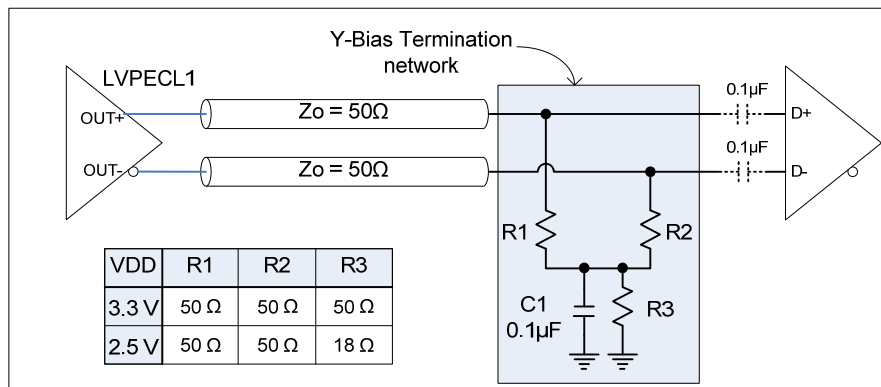 Y-Bias Termination
network
LVPECL1
OUT+
Zo = 50Ω
0.1µF
D+
OUT-
Zo = 50Ω
0.1µF
D-
R1
R2
C1
0.1µF
R3
VDD R1 R2 R3
3.3 V 50 Ω 50 Ω 50 Ω
2.5 V 50 Ω 50 Ω 18 Ω